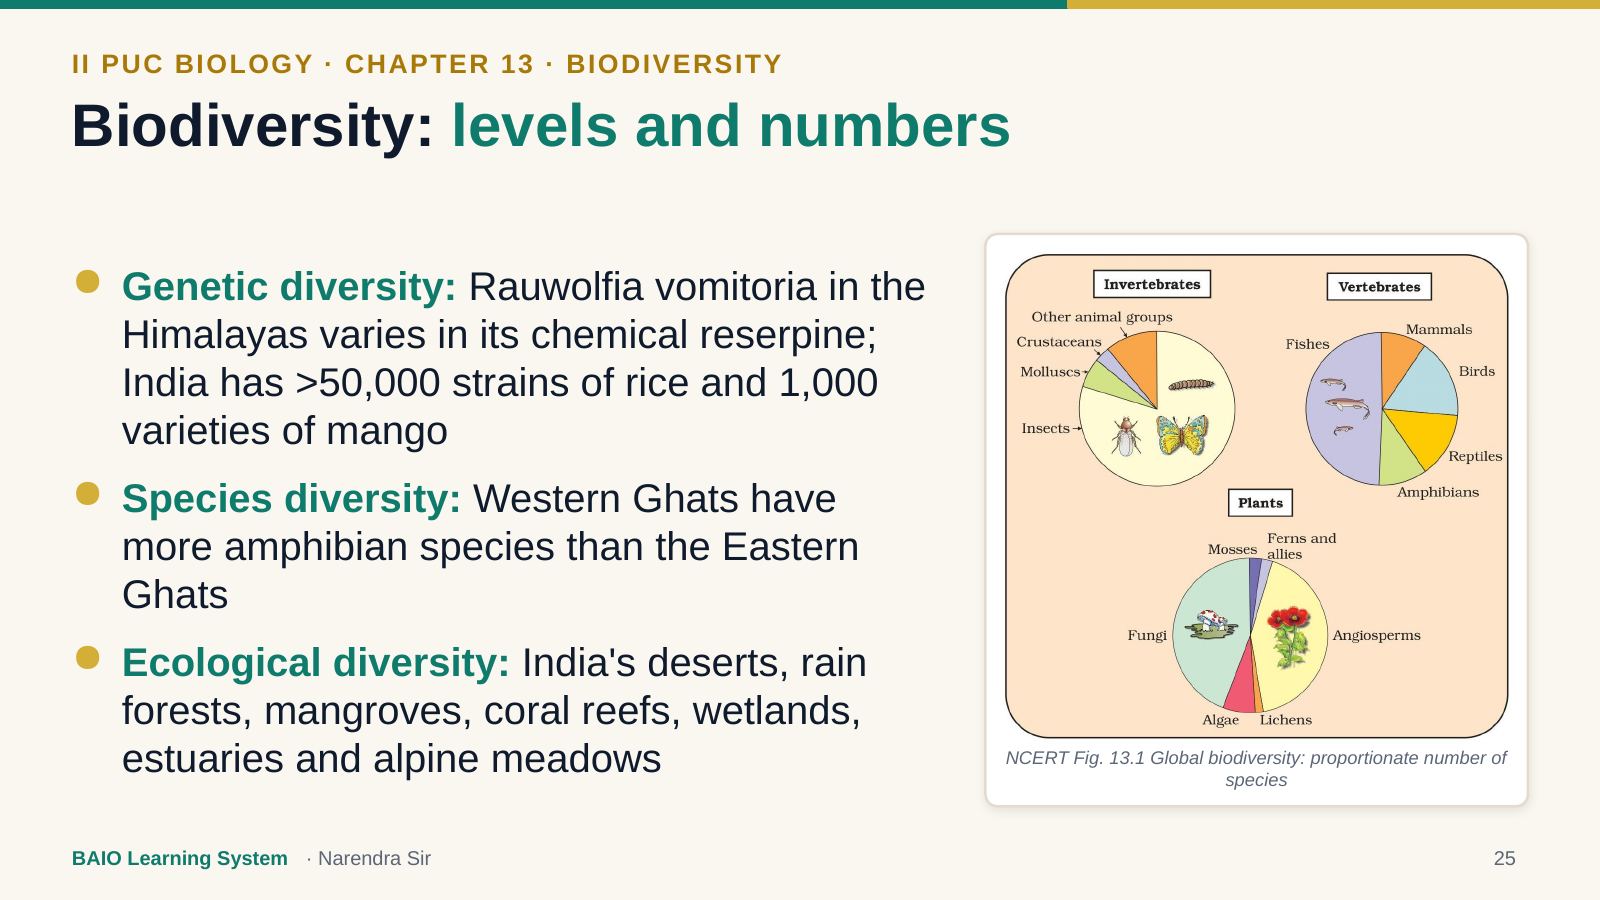 II PUC BIOLOGY · CHAPTER 13 · BIODIVERSITY
Biodiversity: levels and numbers
Genetic diversity: Rauwolfia vomitoria in the
Himalayas varies in its chemical reserpine;
India has >50,000 strains of rice and 1,000
varieties of mango
Species diversity: Western Ghats have
more amphibian species than the Eastern
Ghats
Ecological diversity: India's deserts, rain
forests, mangroves, coral reefs, wetlands,
estuaries and alpine meadows
Invertebrates
Other animal groups
Crustaceans
Molluscs
Insects
Vertebrates
Mammals
Fishes
Birds
Reptiles
Amphibians
Plants
Mosses
Ferns and
allies
Fungi
Angiosperms
Algae
Lichens
NCERT Fig. 13.1 Global biodiversity: proportionate number of
species
BAIO Learning System · Narendra Sir
25